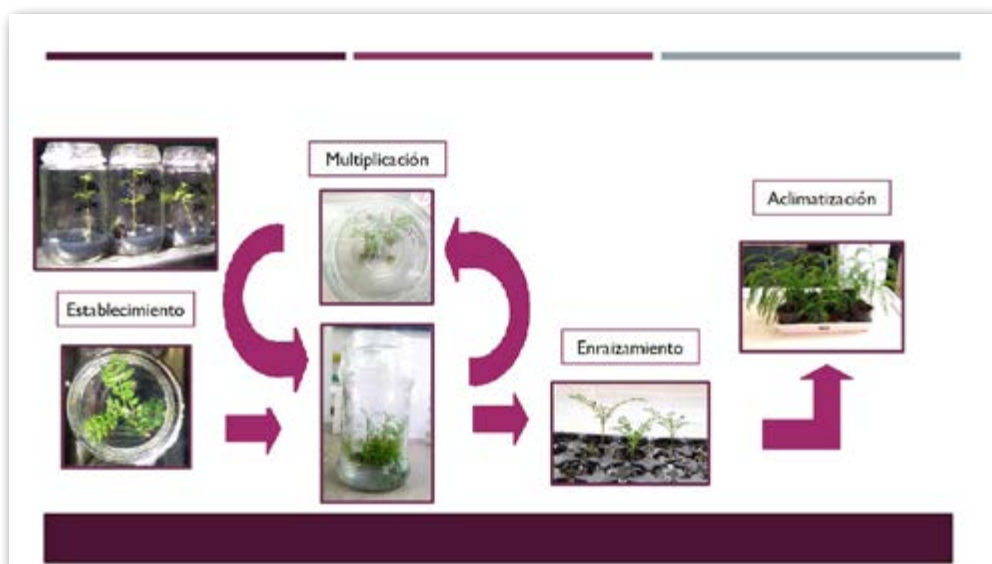 Multiplicación
Aclimatización
Establecimiento
Enraizamiento